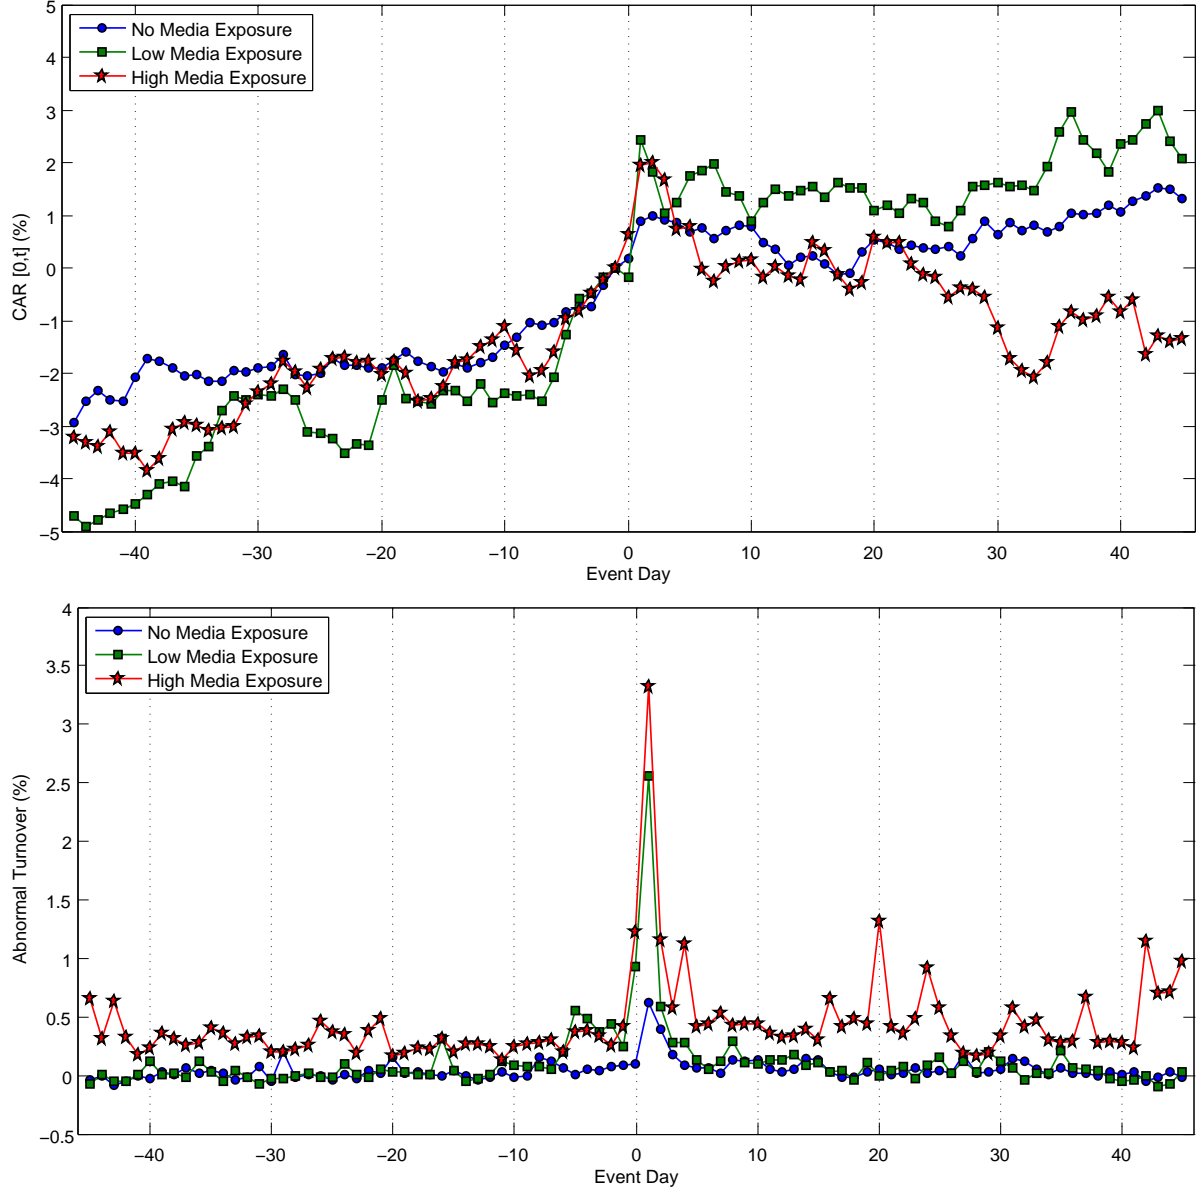 5
4
3
2
1
0
−1
−2
−3
−4
−5
CAR [0,t] (%)
No Media Exposure
Low Media Exposure
High Media Exposure
−40 −30 −20 −10 0 10 20 30 40
Event Day
4
3.5
3
2.5
2
1.5
1
0.5
0
−0.5
Abnormal Turnover (%)
No Media Exposure
Low Media Exposure
High Media Exposure
−40 −30 −20 −10 0 10 20 30 40
Event Day